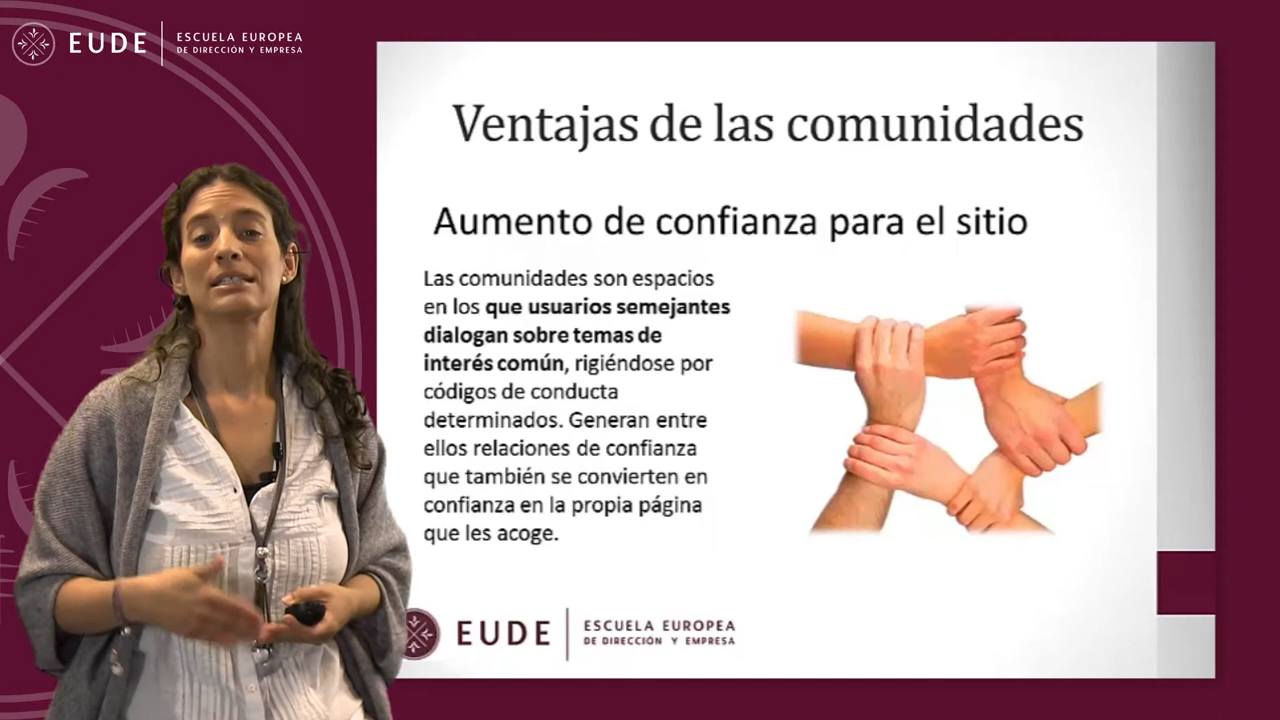 EUDE
ESCUELA EUROPEA
DE DIRECCIÓN Y EMPRESA
Ventajas de las comunidades
Aumento de confianza para el sitio
Las comunidades son espacios
en los que usuarios semejantes
dialogan sobre temas de
interés común, rigiéndose por
códigos de conducta
determinados. Generan entre
ellos relaciones de confianza
que también se convierten en
confianza en la propia página
que les acoge.
EUDE
ESCUELA EUROPEA
DE DIRECCIÓN Y EMPRESA